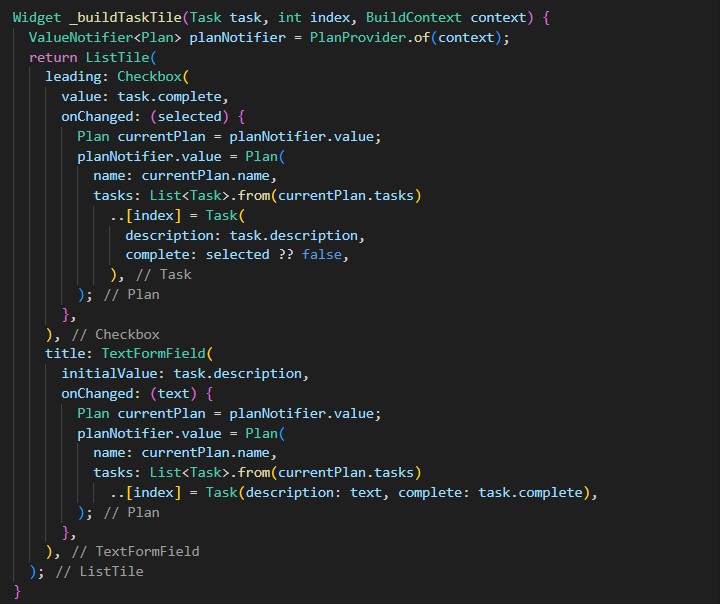 Widget _buildTaskTile(Task task, int index, BuildContext context) {
  ValueNotifier<Plan> planNotifier = PlanProvider.of(context);
  return ListTile(
    leading: Checkbox(
      value: task.complete,
      onChanged: (selected) {
        Plan currentPlan = planNotifier.value;
        planNotifier.value = Plan(
          name: currentPlan.name,
          tasks: List<Task>.from(currentPlan.tasks)
            ..[index] = Task(
              description: task.description,
              complete: selected ?? false,
            ), // Task
        ); // Plan
      },
    ), // Checkbox
    title: TextFormField(
      initialValue: task.description,
      onChanged: (text) {
        Plan currentPlan = planNotifier.value;
        planNotifier.value = Plan(
          name: currentPlan.name,
          tasks: List<Task>.from(currentPlan.tasks)
            ..[index] = Task(description: text, complete: task.complete),
        ); // Plan
      },
    ), // TextFormField
  ); // ListTile
}